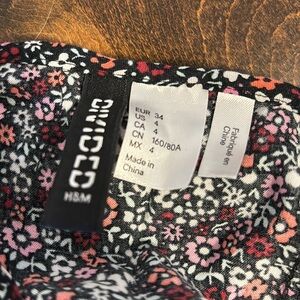 DIVIDED
H&M
EUR 34
US 4
CA 4
CN 160/80A
MX 4
Made in
China
Fabriqué en
Chine